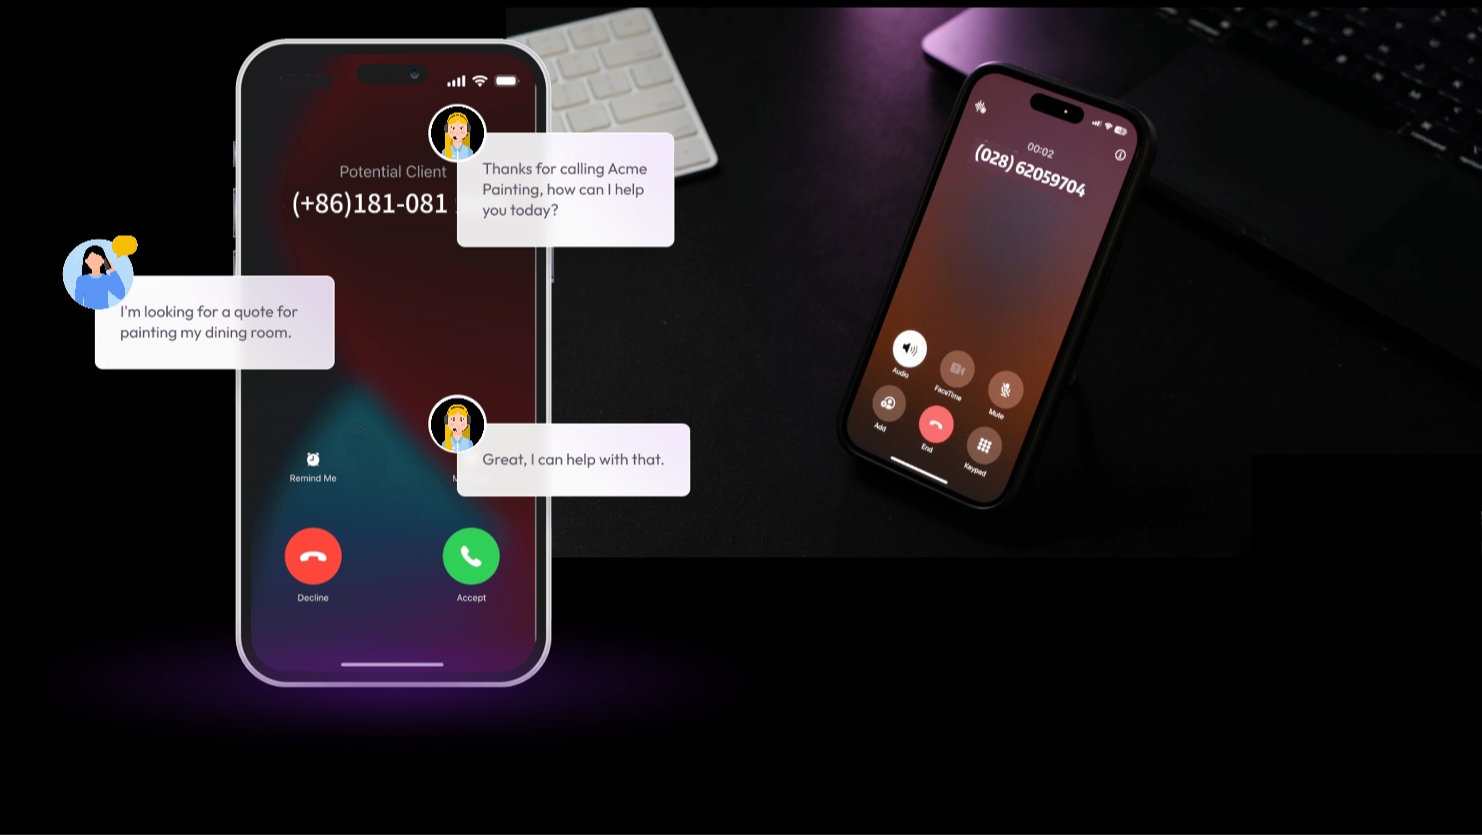 Potential Client
(+86)181-081
Thanks for calling Acme
Painting, how can I help
you today?
I'm looking for a quote for
painting my dining room.
Great, I can help with that.
Remind Me
M
Decline
Accept
00:02
(028) 62059704
Audio
FaceTime
Mute
Add
End
Keypad